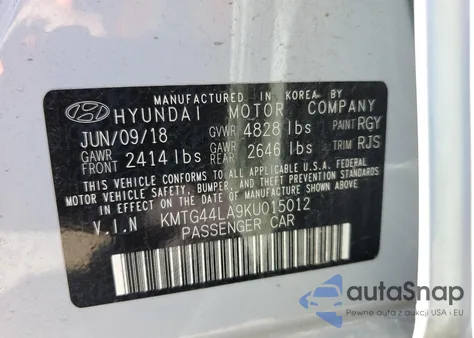 MANUFACTURED IN KOREA BY
HYUNDAI MOTOR COMPANY
JUN/09/18 GVWR 4828 lbs PAINT RGY
GAWR FRONT 2414 lbs GAWR REAR 2646 lbs TRIM RJS
THIS VEHICLE CONFORMS TO ALL APPLICABLE U.S.A FEDERAL
MOTOR VEHICLE SAFETY, BUMPER, AND THEFT PREVENTION
STANDARDS IN EFFECT ON THE DATE OF MANUFACTURE SHOWN ABOVE.
V.I.N KMTG44LA9KU015012
PASSENGER CAR
autoSnap
Pewne auta z aukcji USA - EU